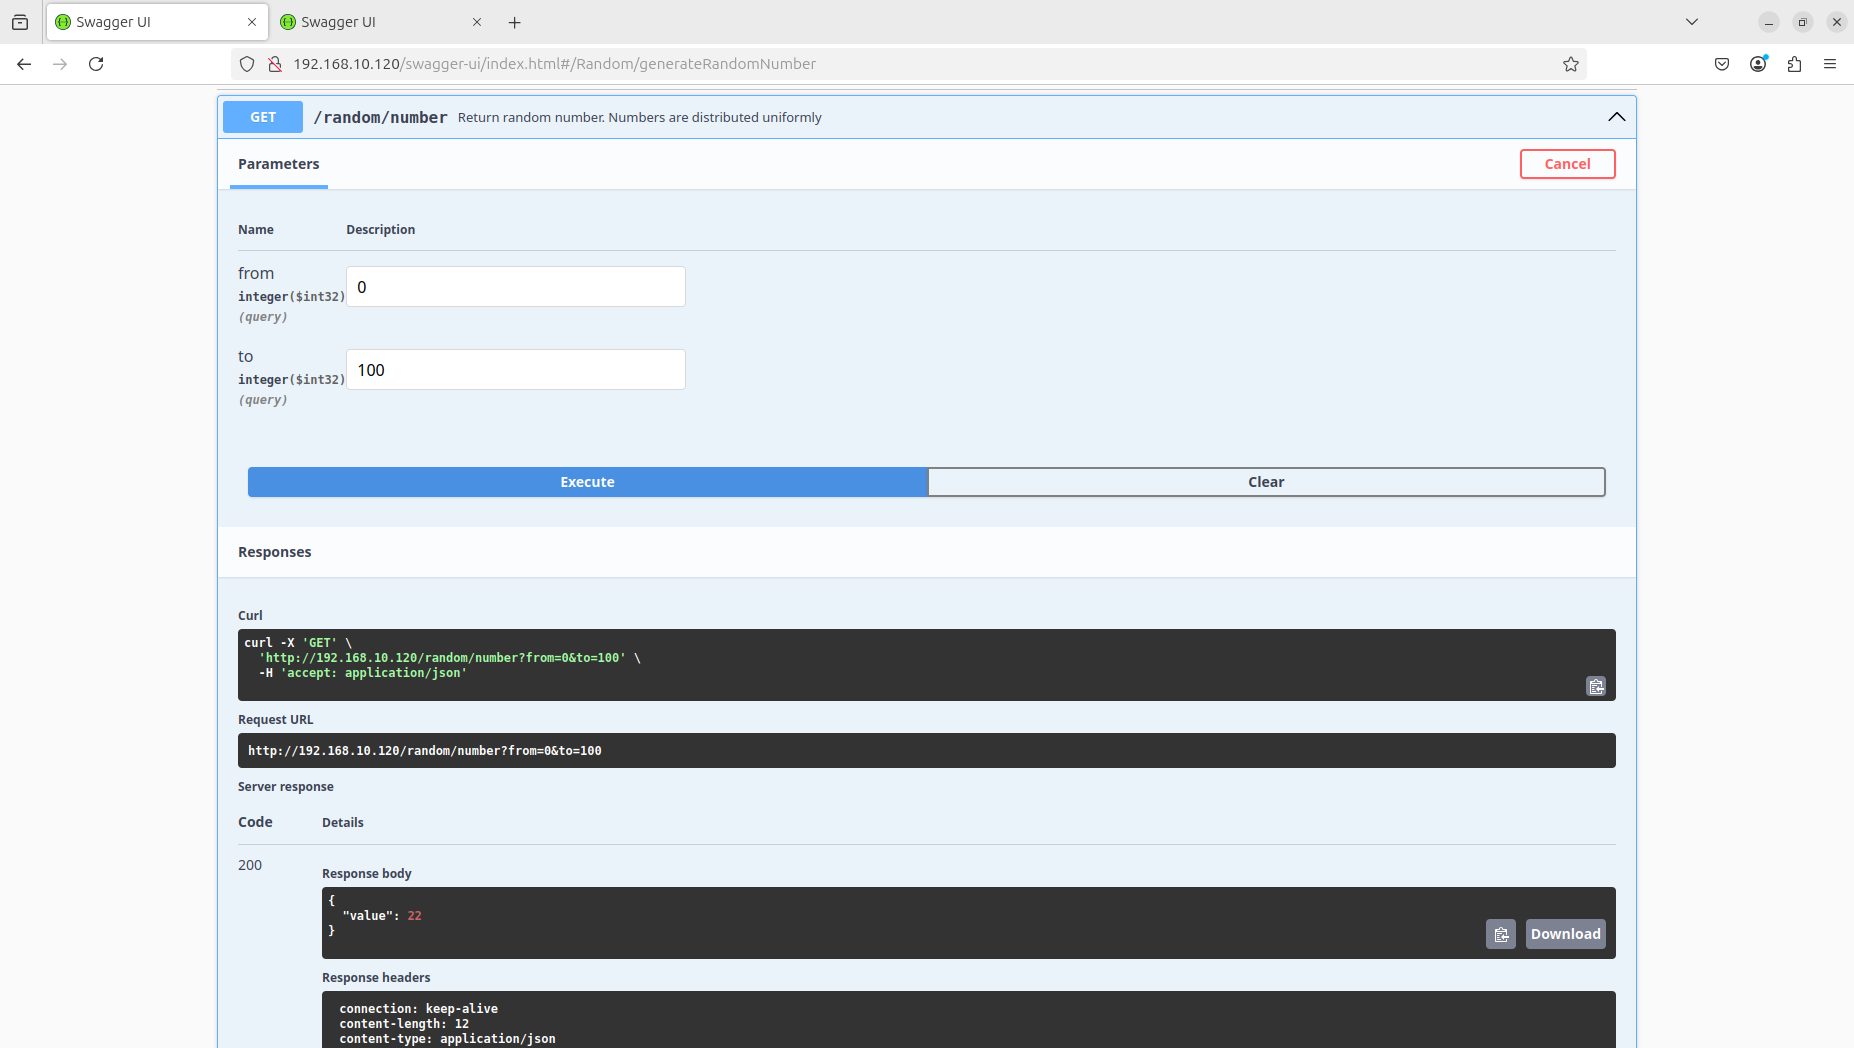 Swagger UI
Swagger UI
192.168.10.120/swagger-ui/index.html#/Random/generateRandomNumber
GET /random/number Return random number. Numbers are distributed uniformly
Parameters
Cancel
Name Description
from
integer($int32)
(query)
0
to
integer($int32)
(query)
100
Execute
Clear
Responses
Curl
curl -X 'GET' \
'http://192.168.10.120/random/number?from=0&to=100' \
-H 'accept: application/json'
Request URL
http://192.168.10.120/random/number?from=0&to=100
Server response
Code Details
200
Response body
{
"value": 22
}
Download
Response headers
connection: keep-alive
content-length: 12
content-type: application/json